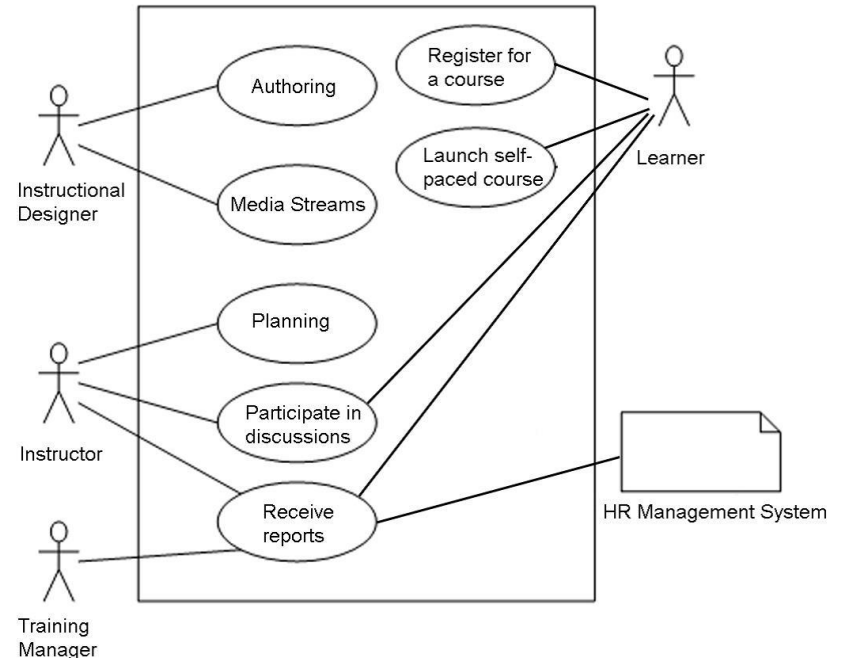 Authoring
Register for
a course
Instructional
Designer
Media Streams
Launch self-
paced course
Learner
Planning
Instructor
Participate in
discussions
Receive
reports
HR Management System
Training
Manager